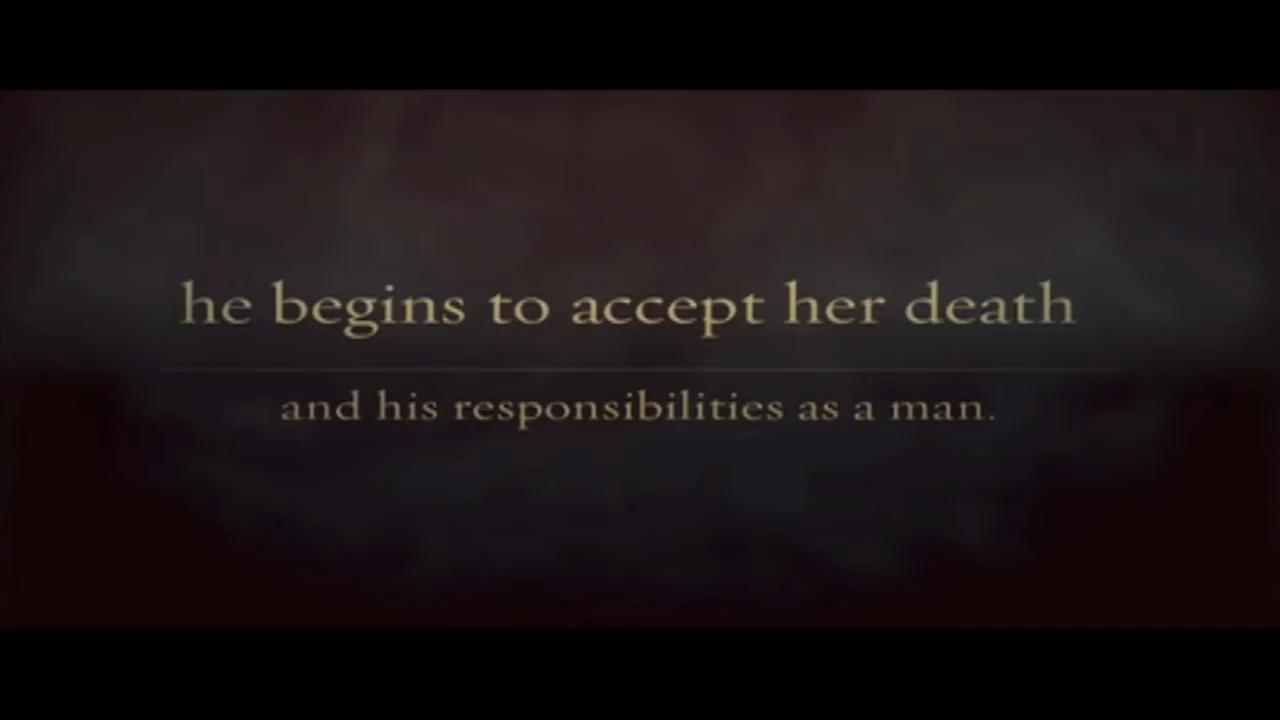 he begins to accept her death
and his responsibilities as a man.